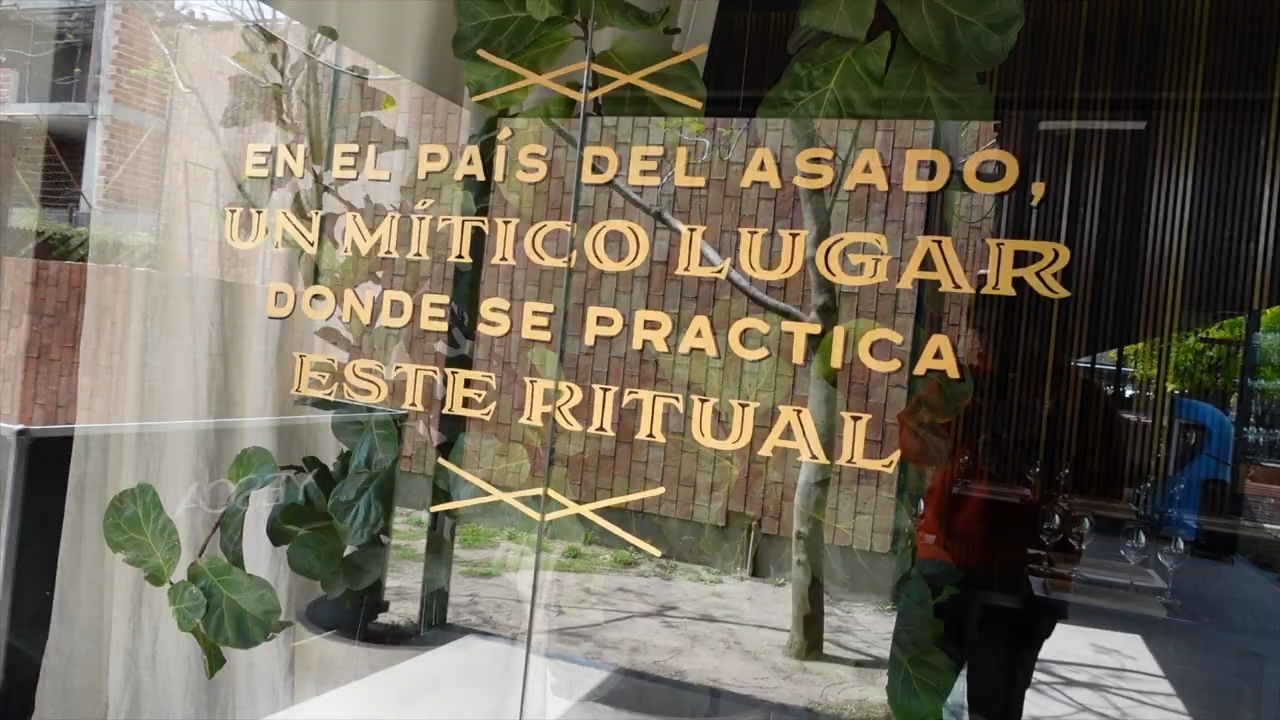 EN EL PAÍS DEL ASADO,
UN MÍTICO LUGAR
DONDE SE PRACTICA
ESTE RITUAL